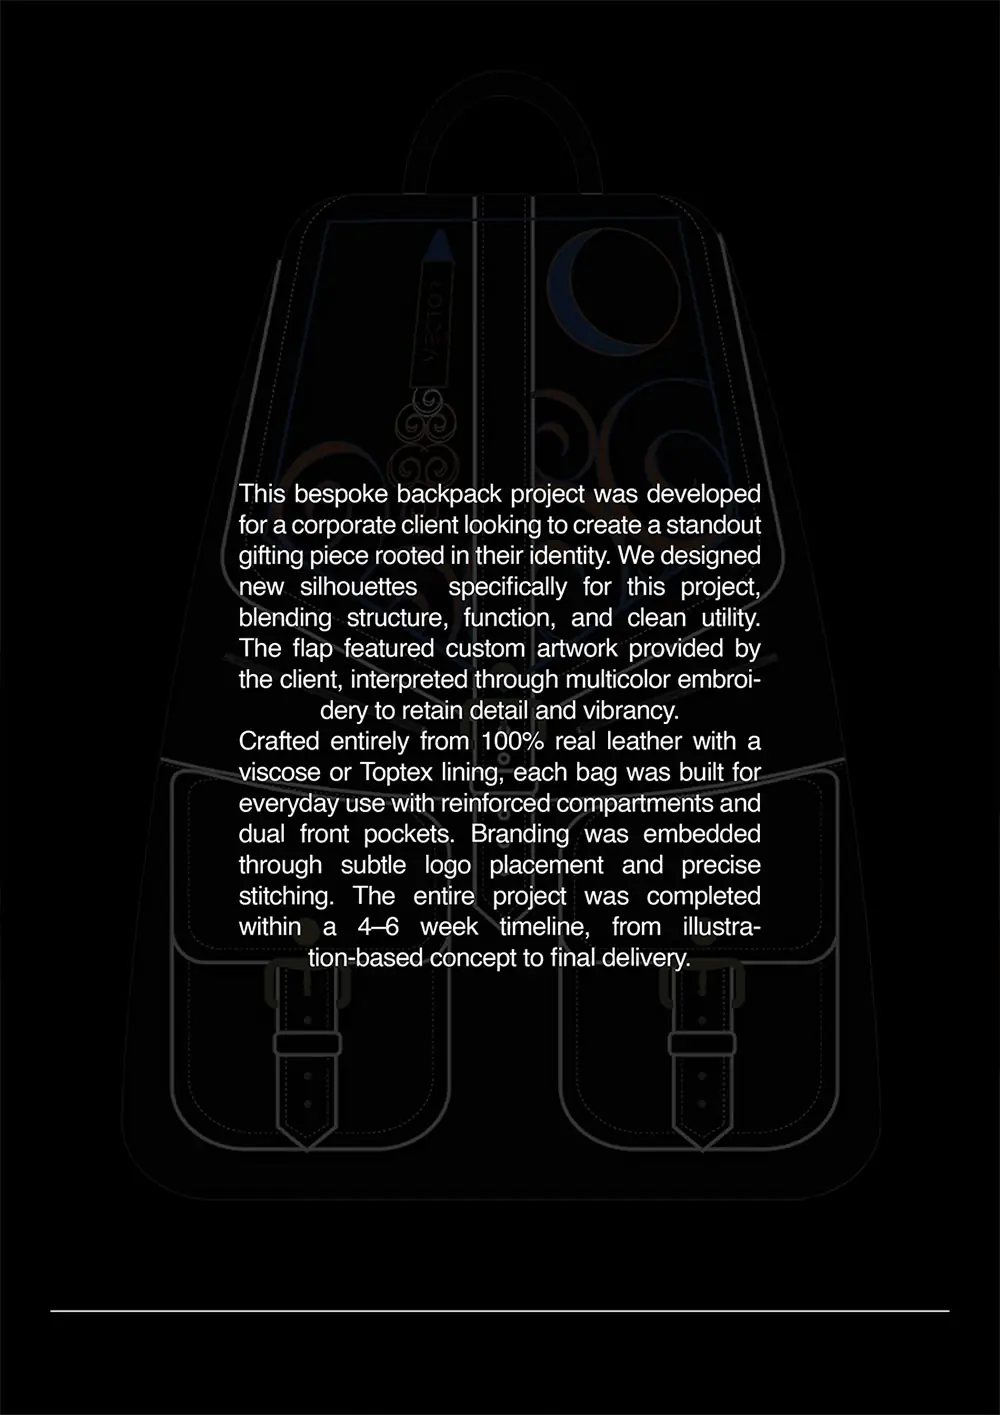 VECTO
This bespoke backpack project was developed
for a corporate client looking to create a standout
gifting piece rooted in their identity. We designed
new silhouettes specifically for this project,
blending structure, function, and clean utility.
The flap featured custom artwork provided by
the client, interpreted through multicolor embroi-
dery to retain detail and vibrancy.
Crafted entirely from 100% real leather with a
viscose or Toptex lining, each bag was built for
everyday use with reinforced compartments and
dual front pockets. Branding was embedded
through subtle logo placement and precise
stitching. The entire project was completed
within a 4–6 week timeline, from illustra-
tion-based concept to final delivery.